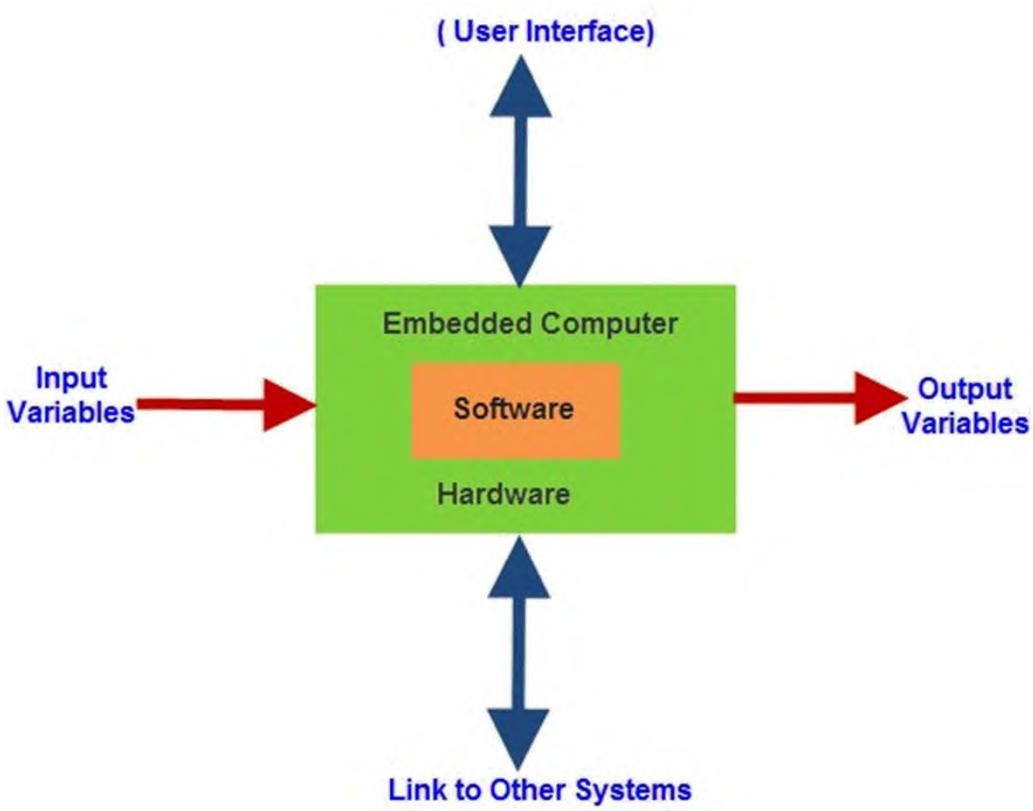 ( User Interface)
Embedded Computer
Input
Variables
Software
Output
Variables
Hardware
Link to Other Systems